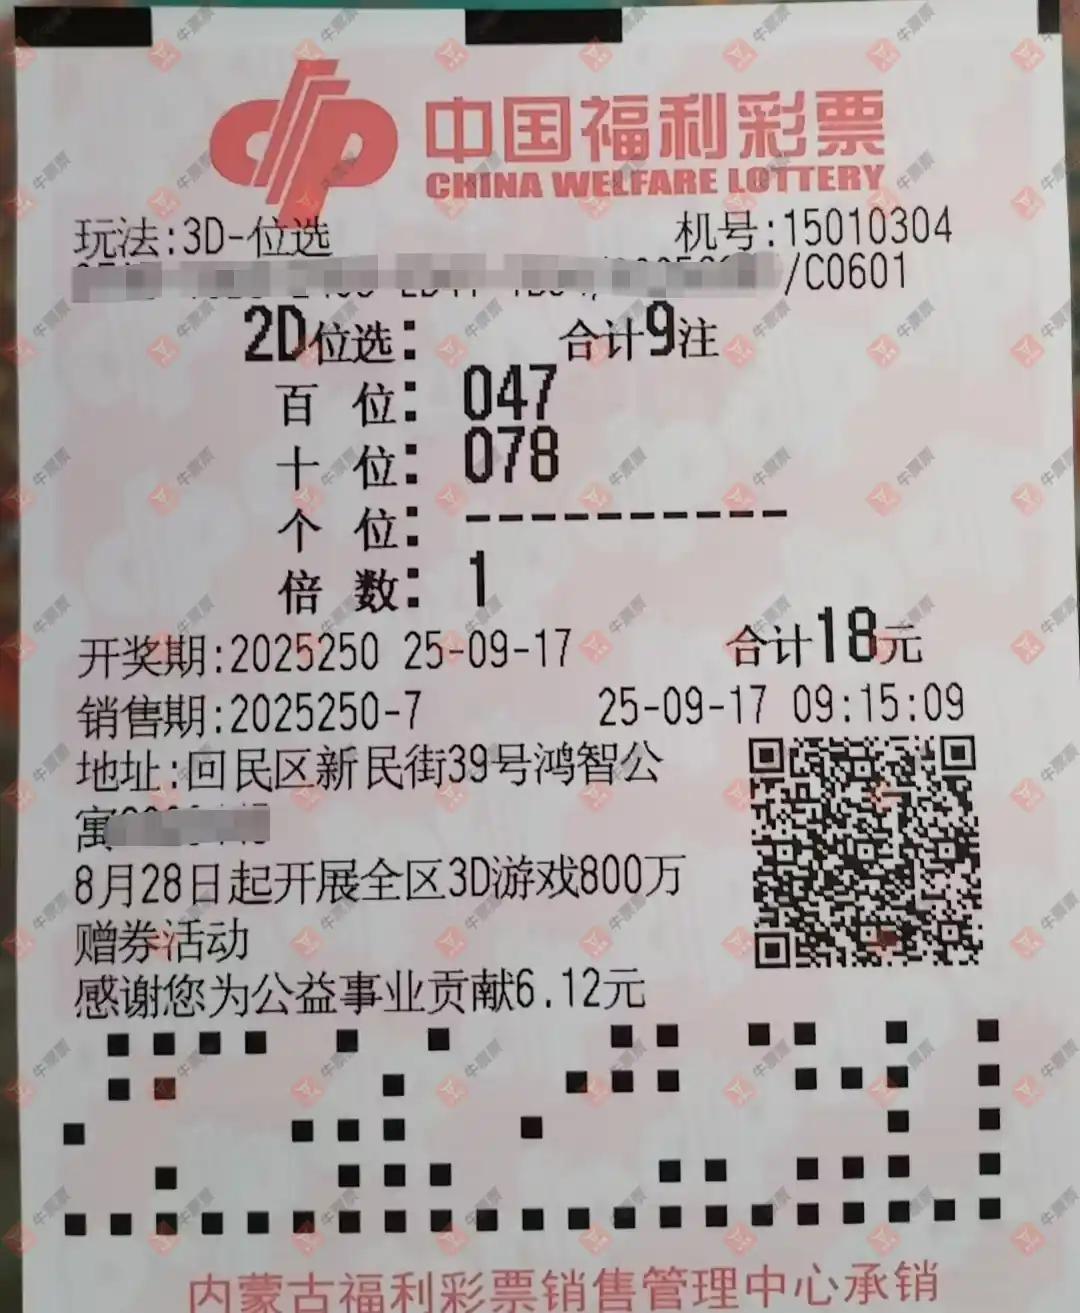 中国福利彩票
CHINA WELFARE LOTTERY
玩法:3D-位选 机号:15010304
/C0601
2D位选: 合计9注
百 位: 047
十 位: 078
个 位: ----------
倍 数: 1
开奖期:2025250 25-09-17 合计18元
销售期:2025250-7 25-09-17 09:15:09
地址:回民区新民街39号鸿智公
寓
8月28日起开展全区3D游戏800万
赠券活动
感谢您为公益事业贡献6.12元
内蒙古福利彩票销售管理中心承销
牛票票